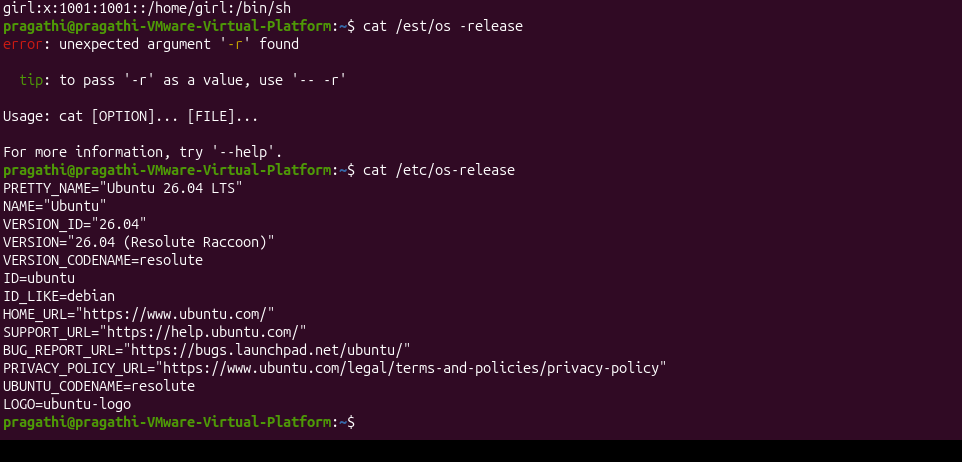 girl:x:1001:1001::/home/girl:/bin/sh
pragathi@pragathi-VMware-Virtual-Platform:~$ cat /est/os -release
error: unexpected argument '-r' found
tip: to pass '-r' as a value, use '-- -r'
Usage: cat [OPTION]... [FILE]...
For more information, try '--help'.
pragathi@pragathi-VMware-Virtual-Platform:~$ cat /etc/os-release
PRETTY_NAME="Ubuntu 26.04 LTS"
NAME="Ubuntu"
VERSION_ID="26.04"
VERSION="26.04 (Resolute Raccoon)"
VERSION_CODENAME=resolute
ID=ubuntu
ID_LIKE=debian
HOME_URL="https://www.ubuntu.com/"
SUPPORT_URL="https://help.ubuntu.com/"
BUG_REPORT_URL="https://bugs.launchpad.net/ubuntu/"
PRIVACY_POLICY_URL="https://www.ubuntu.com/legal/terms-and-policies/privacy-policy"
UBUNTU_CODENAME=resolute
LOGO=ubuntu-logo
pragathi@pragathi-VMware-Virtual-Platform:~$